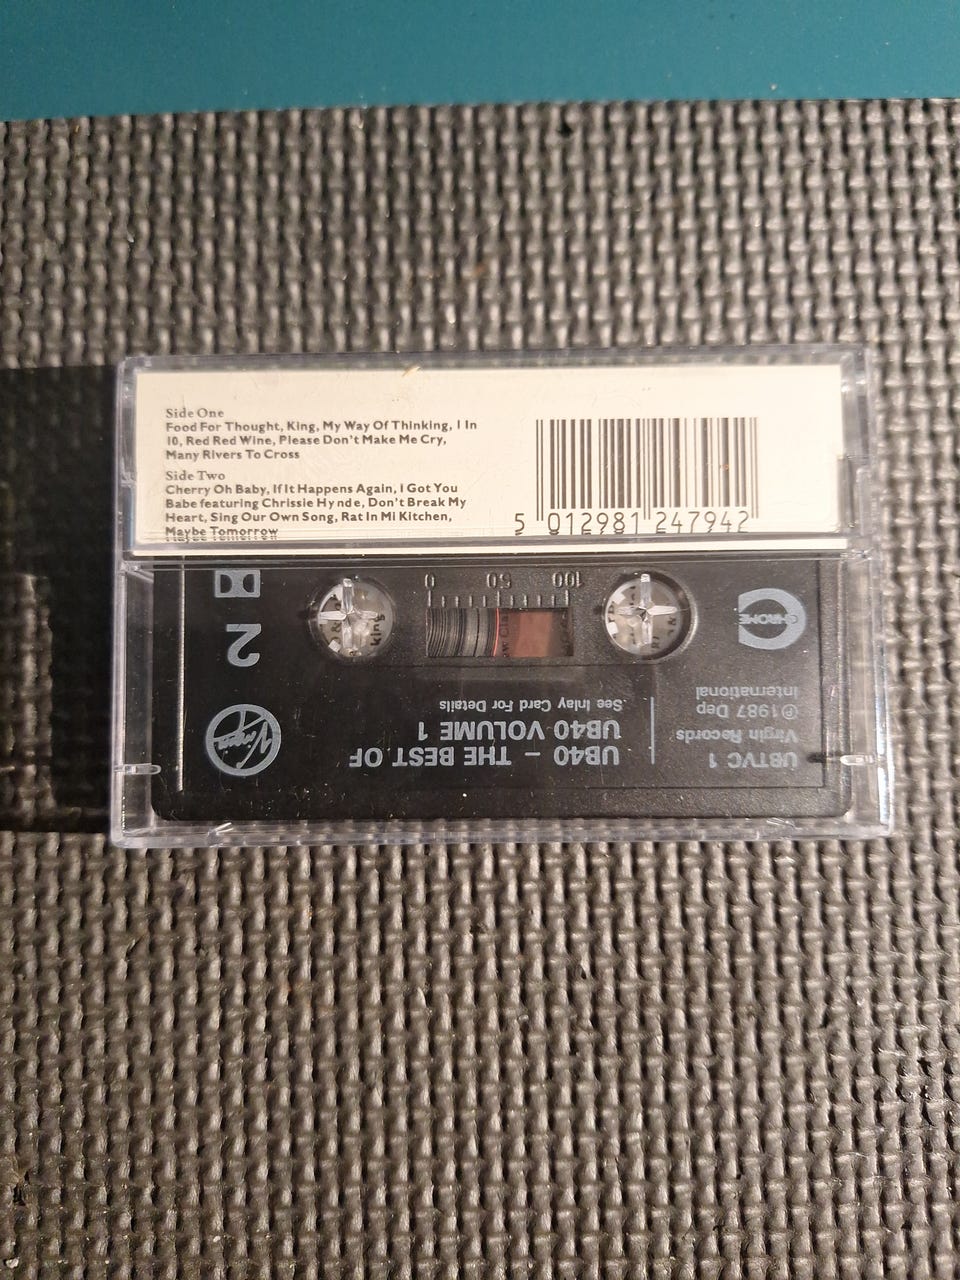 Side One
Food For Thought, King, My Way Of Thinking, I In
10, Red Red Wine, Please Don't Make Me Cry,
Many Rivers To Cross
Side Two
Cherry Oh Baby, If It Happens Again, I Got You
Babe featuring Chrissie Hynde, Don't Break My
Heart, Sing Our Own Song, Rat In Mi Kitchen,
Maybe Tomorrow
5 012981 247942
UBTVC 1
Virgin Records
℗1987 Dep
International
UB40 – THE BEST OF
UB40 VOLUME 1
See Inlay Card For Details
Virgin
2
CHROME
100 50 0